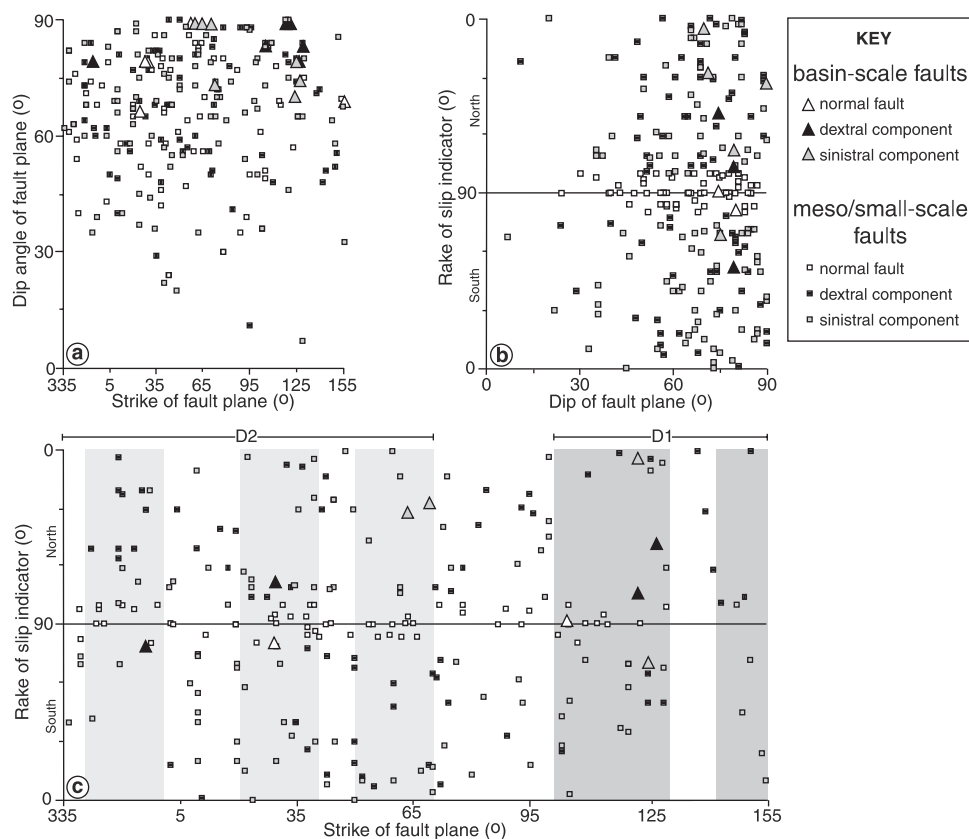 90
60
30
0
Dip angle of fault plane (o)
a
335 5 35 65 95 125 155
Strike of fault plane (o)
0
North
90
South
0
Rake of slip indicator (o)
b
0 30 60 90
Dip of fault plane (o)
KEY
basin-scale faults
normal fault
dextral component
sinistral component
meso/small-scale
faults
normal fault
dextral component
sinistral component
D2
D1
0
North
90
South
0
Rake of slip indicator (o)
c
335 5 35 65 95 125 155
Strike of fault plane (o)